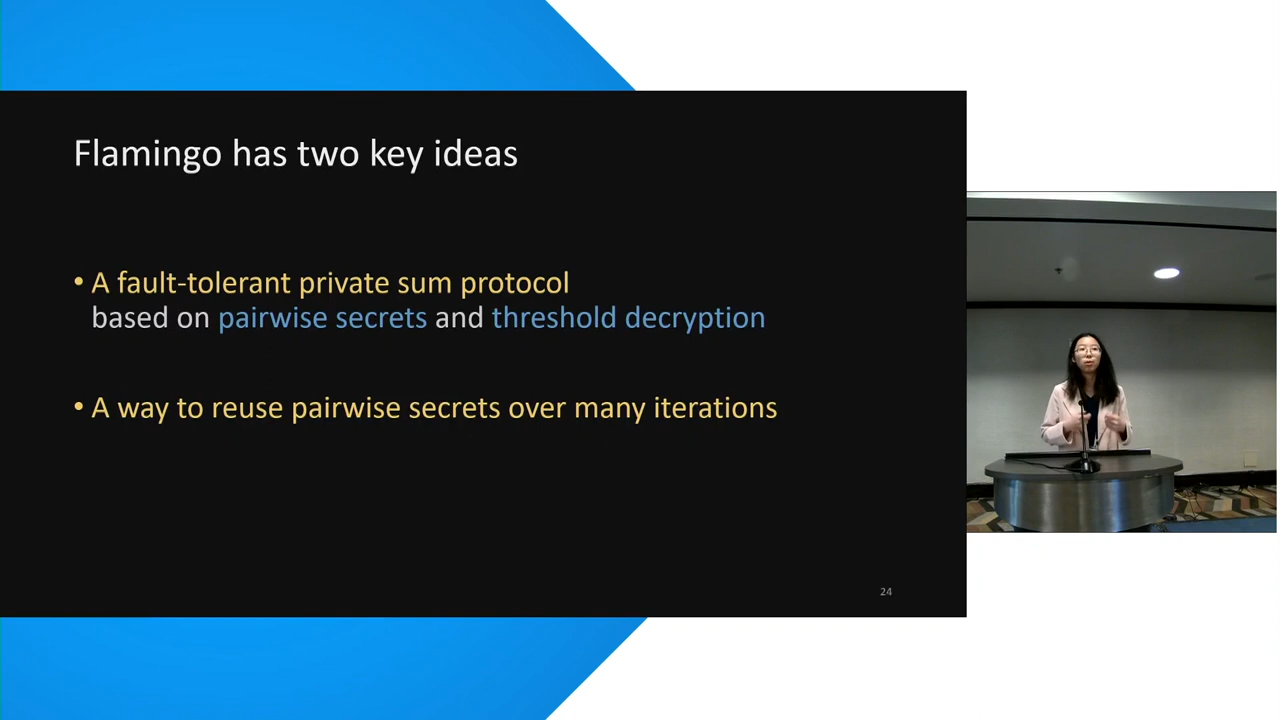 Flamingo has two key ideas
• A fault-tolerant private sum protocol
based on pairwise secrets and threshold decryption
• A way to reuse pairwise secrets over many iterations
24